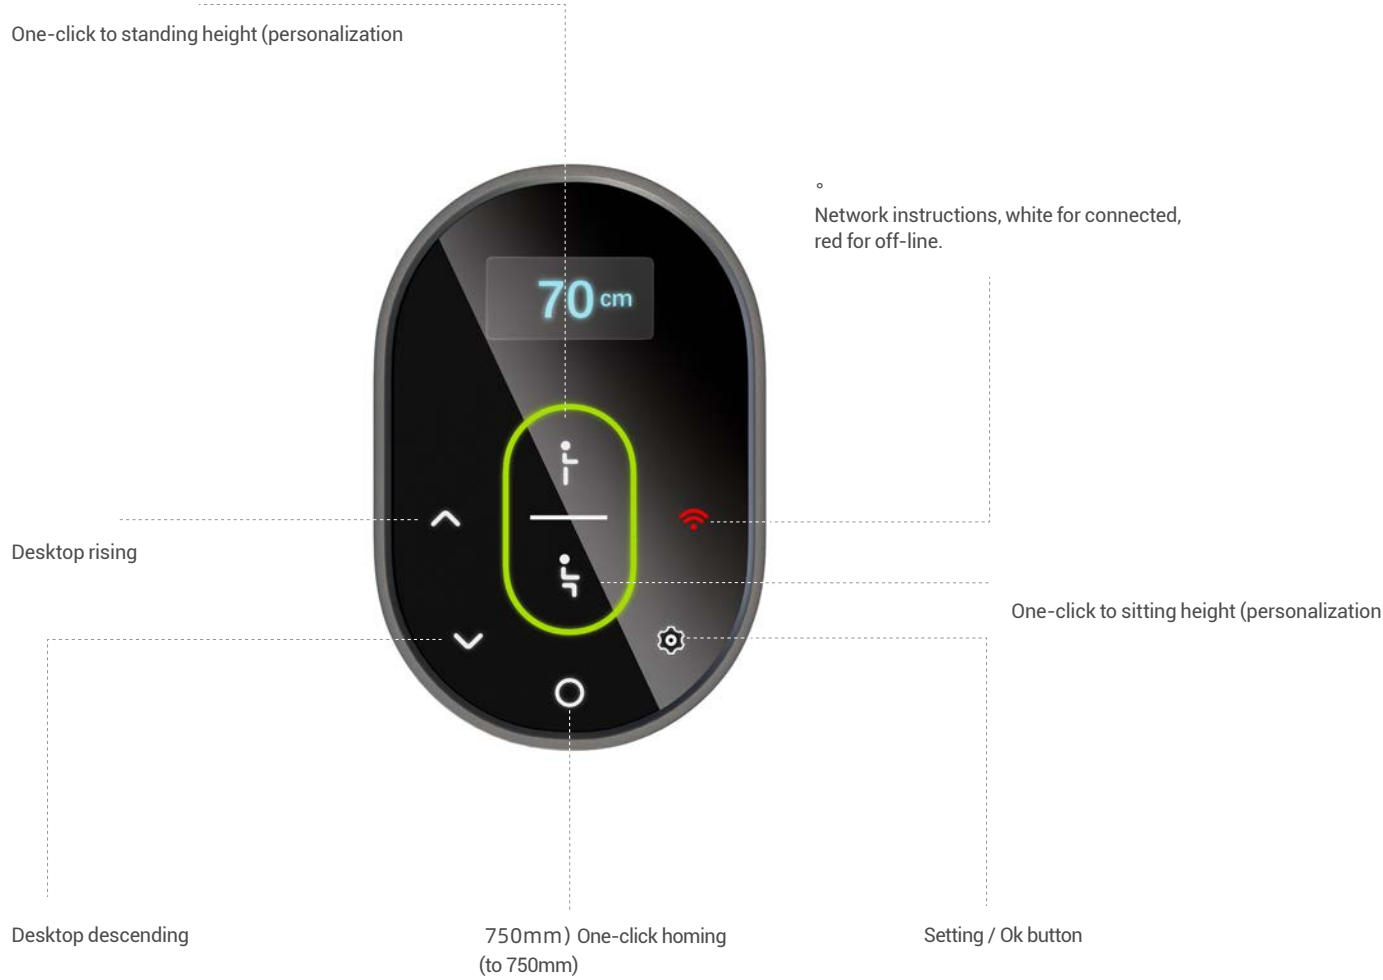 One-click to standing height (personalization
°
Network instructions, white for connected,
red for off-line.
70 cm
Desktop rising
One-click to sitting height (personalization
Desktop descending
750mm) One-click homing
(to 750mm)
Setting / Ok button